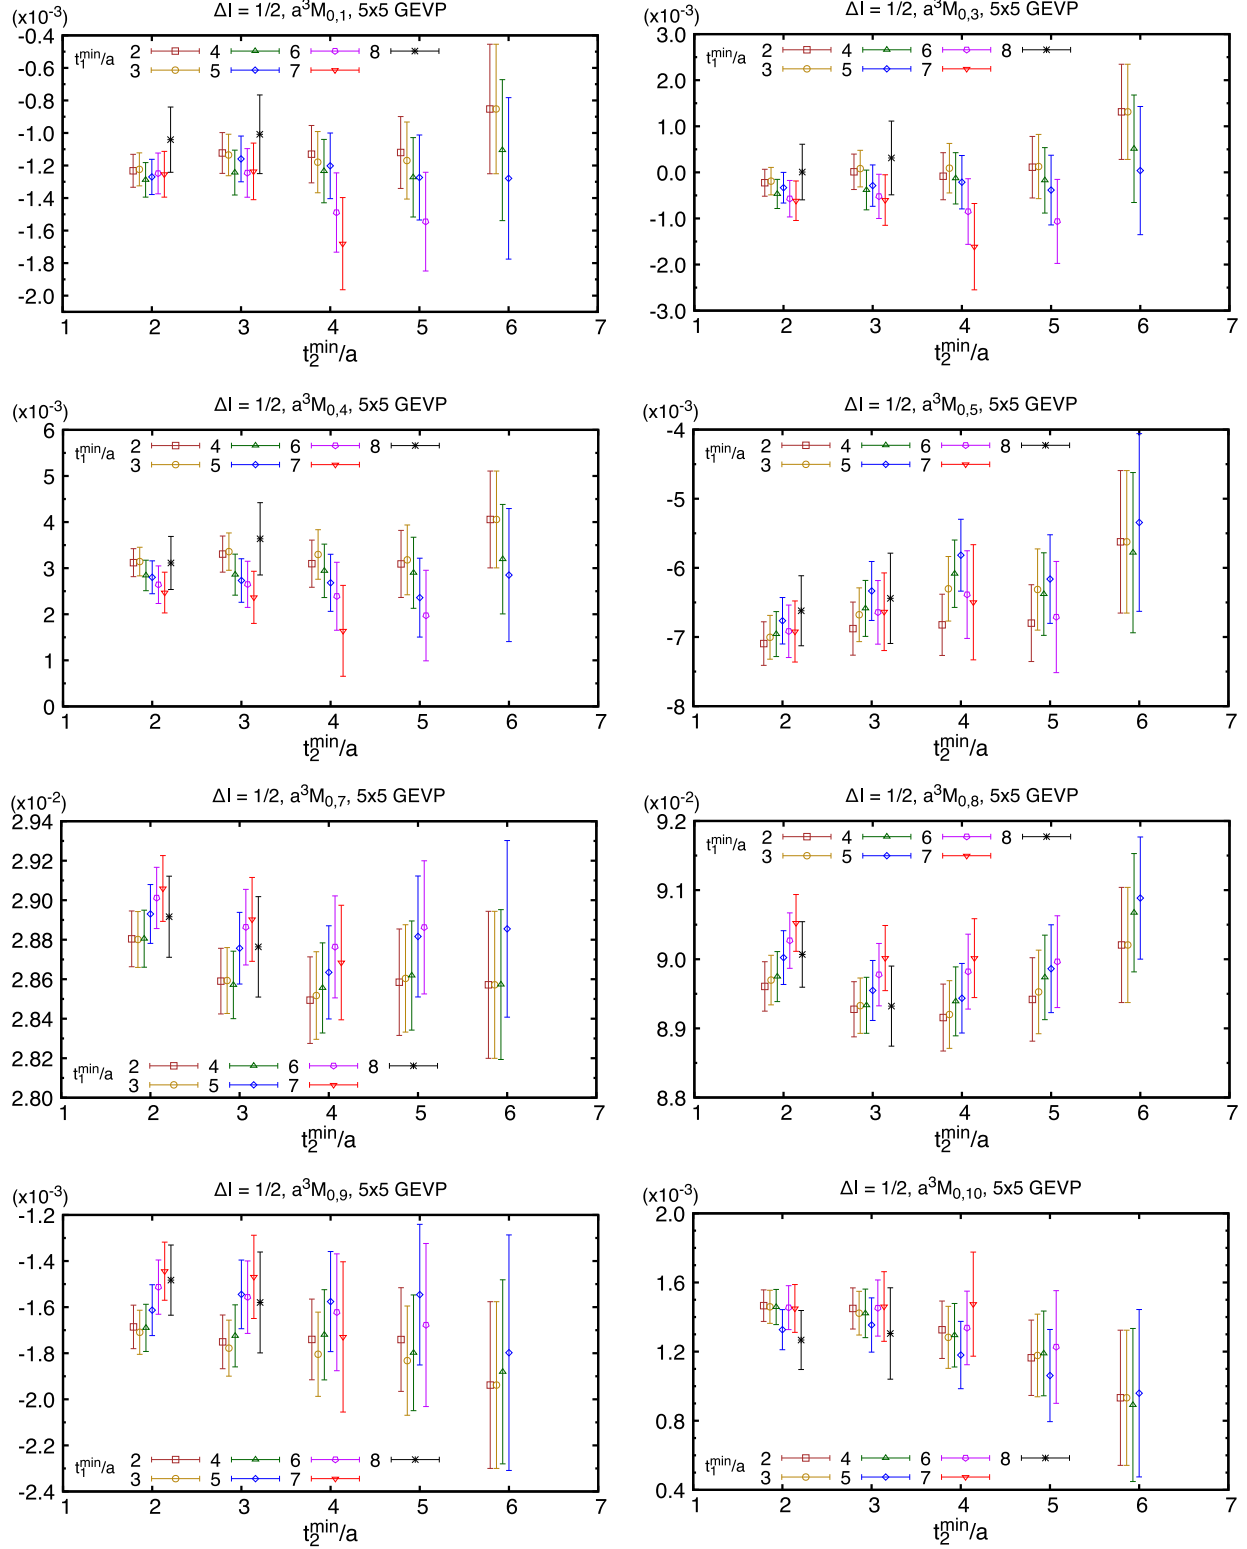 (x10⁻³) ΔI = 1/2, a³M₀,₁, 5x5 GEVP
-0.4
-0.6
-0.8
-1.0
-1.2
-1.4
-1.6
-1.8
-2.0
t₁ᵐⁱⁿ/a 2 4 6 8
3 5 7
1 2 3 4 5 6 7
t₂ᵐⁱⁿ/a
(x10⁻³) ΔI = 1/2, a³M₀,₃, 5x5 GEVP
3.0
2.0
1.0
0.0
-1.0
-2.0
-3.0
t₁ᵐⁱⁿ/a 2 4 6 8
3 5 7
1 2 3 4 5 6 7
t₂ᵐⁱⁿ/a
(x10⁻³) ΔI = 1/2, a³M₀,₄, 5x5 GEVP
6
5
4
3
2
1
0
t₁ᵐⁱⁿ/a 2 4 6 8
3 5 7
1 2 3 4 5 6 7
t₂ᵐⁱⁿ/a
(x10⁻³) ΔI = 1/2, a³M₀,₅, 5x5 GEVP
-4
-5
-6
-7
-8
t₁ᵐⁱⁿ/a 2 4 6 8
3 5 7
1 2 3 4 5 6 7
t₂ᵐⁱⁿ/a
(x10⁻²) ΔI = 1/2, a³M₀,₇, 5x5 GEVP
2.94
2.92
2.90
2.88
2.86
2.84
2.82
2.80
t₁ᵐⁱⁿ/a 2 4 6 8
3 5 7
1 2 3 4 5 6 7
t₂ᵐⁱⁿ/a
(x10⁻²) ΔI = 1/2, a³M₀,₈, 5x5 GEVP
9.2
9.1
9.0
8.9
8.8
t₁ᵐⁱⁿ/a 2 4 6 8
3 5 7
1 2 3 4 5 6 7
t₂ᵐⁱⁿ/a
(x10⁻³) ΔI = 1/2, a³M₀,₉, 5x5 GEVP
-1.2
-1.4
-1.6
-1.8
-2.0
-2.2
-2.4
t₁ᵐⁱⁿ/a 2 4 6 8
3 5 7
1 2 3 4 5 6 7
t₂ᵐⁱⁿ/a
(x10⁻³) ΔI = 1/2, a³M₀,₁₀, 5x5 GEVP
2.0
1.6
1.2
0.8
0.4
t₁ᵐⁱⁿ/a 2 4 6 8
3 5 7
1 2 3 4 5 6 7
t₂ᵐⁱⁿ/a